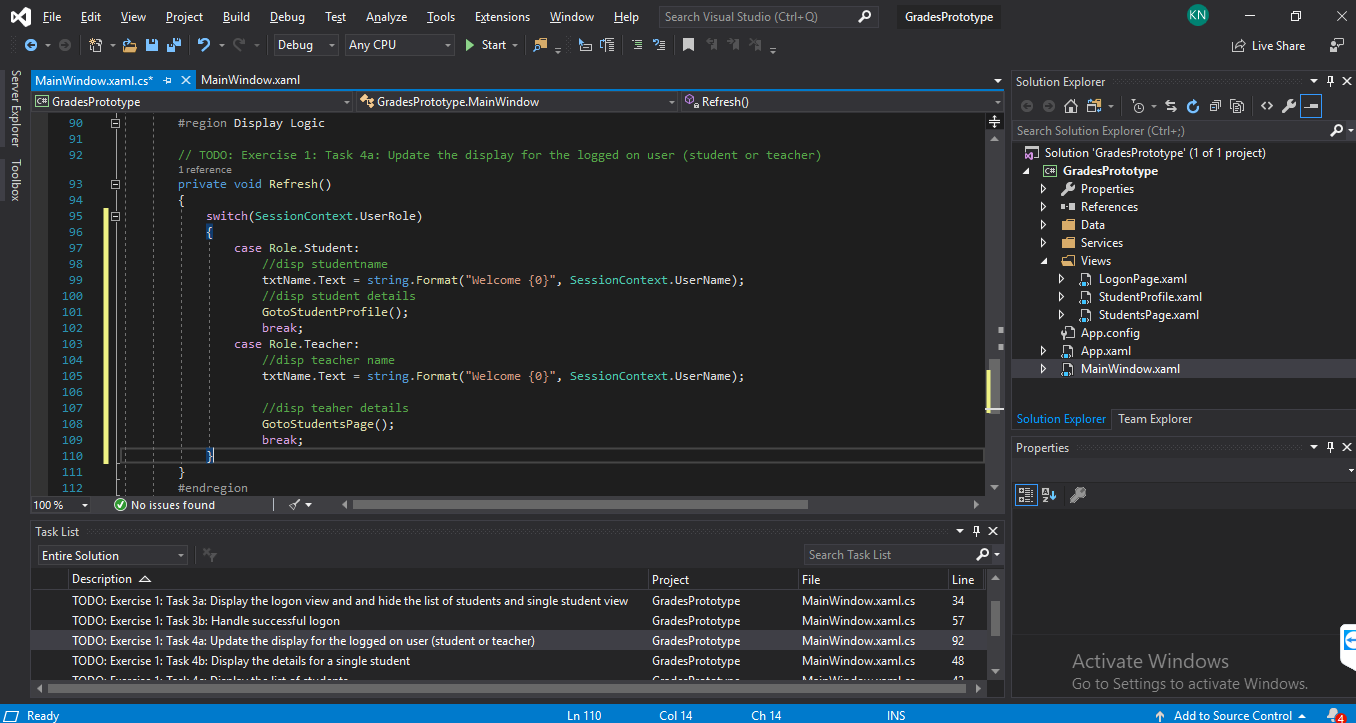 File Edit View Project Build Debug Test Analyze Tools Extensions Window Help Search Visual Studio (Ctrl+Q) GradesPrototype KN
Debug Any CPU Start Live Share
Server Explorer
Toolbox
MainWindow.xaml.cs* MainWindow.xaml
GradesPrototype GradesPrototype.MainWindow Refresh()
90 #region Display Logic
91
92 // TODO: Exercise 1: Task 4a: Update the display for the logged on user (student or teacher)
1 reference
93 private void Refresh()
94 {
95 switch(SessionContext.UserRole)
96 {
97 case Role.Student:
98 //disp studentname
99 txtName.Text = string.Format("Welcome {0}", SessionContext.UserName);
100 //disp student details
101 GotoStudentProfile();
102 break;
103 case Role.Teacher:
104 //disp teacher name
105 txtName.Text = string.Format("Welcome {0}", SessionContext.UserName);
106
107 //disp teaher details
108 GotoStudentsPage();
109 break;
110 }
111 }
112 #endregion
100 % No issues found
Solution Explorer
Search Solution Explorer (Ctrl+;)
Solution 'GradesPrototype' (1 of 1 project)
GradesPrototype
Properties
References
Data
Services
Views
LogonPage.xaml
StudentProfile.xaml
StudentsPage.xaml
App.config
App.xaml
MainWindow.xaml
Solution Explorer Team Explorer
Properties
Task List
Entire Solution Search Task List
Description Project File Line
TODO: Exercise 1: Task 3a: Display the logon view and and hide the list of students and single student view GradesPrototype MainWindow.xaml.cs 34
TODO: Exercise 1: Task 3b: Handle successful logon GradesPrototype MainWindow.xaml.cs 57
TODO: Exercise 1: Task 4a: Update the display for the logged on user (student or teacher) GradesPrototype MainWindow.xaml.cs 92
TODO: Exercise 1: Task 4b: Display the details for a single student GradesPrototype MainWindow.xaml.cs 48
TODO: Exercise 1: Task 4c: Display the list of students GradesPrototype MainWindow.xaml.cs
Activate Windows
Go to Settings to activate Windows.
Ready Ln 110 Col 14 Ch 14 INS Add to Source Control 4